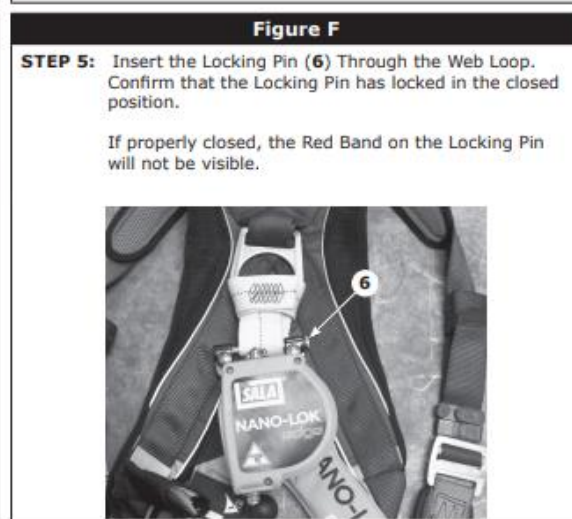 Figure F
STEP 5: Insert the Locking Pin (6) Through the Web Loop.
Confirm that the Locking Pin has locked in the closed
position.
If properly closed, the Red Band on the Locking Pin
will not be visible.
6
SALA
NANO-LOK
edge
ANO-L